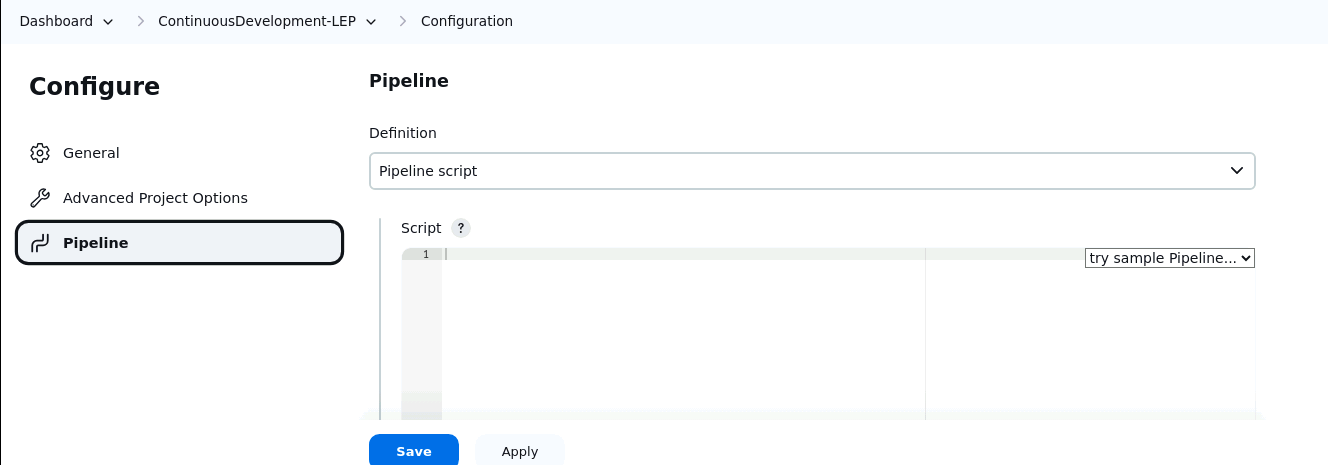 Dashboard ContinuousDevelopment-LEP Configuration
Configure
General
Advanced Project Options
Pipeline
Pipeline
Definition
Pipeline script
Script ?
1
try sample Pipeline...
Save Apply